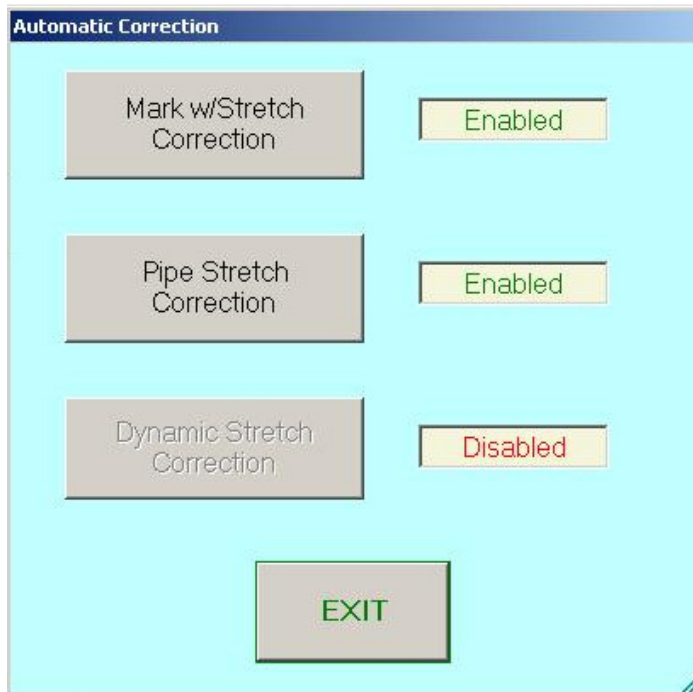 Automatic Correction
Mark w/Stretch
Correction
Enabled
Pipe Stretch
Correction
Enabled
Dynamic Stretch
Correction
Disabled
EXIT